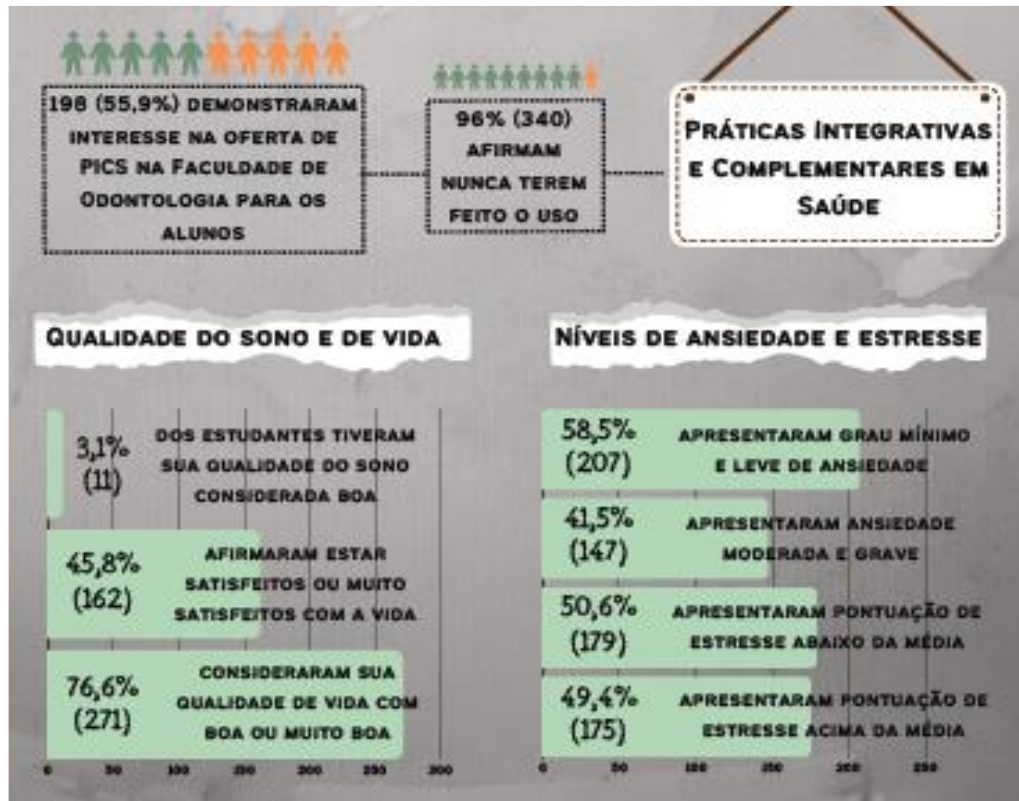 198 (55,9%) DEMONSTRARAM
INTERESSE NA OFERTA DE
PICS NA FACULDADE DE
ODONTOLOGIA PARA OS
ALUNOS
96% (340)
AFIRMAM
NUNCA TEREM
FEITO O USO
PRÁTICAS INTEGRATIVAS
E COMPLEMENTARES EM
SAÚDE
QUALIDADE DO SONO E DE VIDA
3,1%
(11)
DOS ESTUDANTES TIVERAM
SUA QUALIDADE DO SONO
CONSIDERADA BOA
45,8%
(162)
AFIRMARAM ESTAR
SATISFEITOS OU MUITO
SATISFEITOS COM A VIDA
76,6%
(271)
CONSIDERARAM SUA
QUALIDADE DE VIDA COM
BOA OU MUITO BOA
0 50 100 150 200 250 300
NÍVEIS DE ANSIEDADE E ESTRESSE
58,5%
(207)
APRESENTARAM GRAU MÍNIMO
E LEVE DE ANSIEDADE
41,5%
(147)
APRESENTARAM ANSIEDADE
MODERADA E GRAVE
50,6%
(179)
APRESENTARAM PONTUAÇÃO DE
ESTRESSE ABAIXO DA MÉDIA
49,4%
(175)
APRESENTARAM PONTUAÇÃO DE
ESTRESSE ACIMA DA MÉDIA
0 50 100 150 200 250